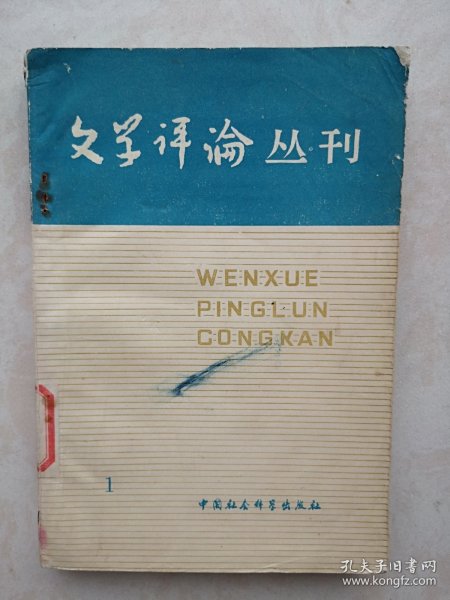 文学评论丛刊
WENXUE
PINGLUN
CONGKAN
1
中国社会科学出版社
孔夫子旧书网
www.kongfz.com